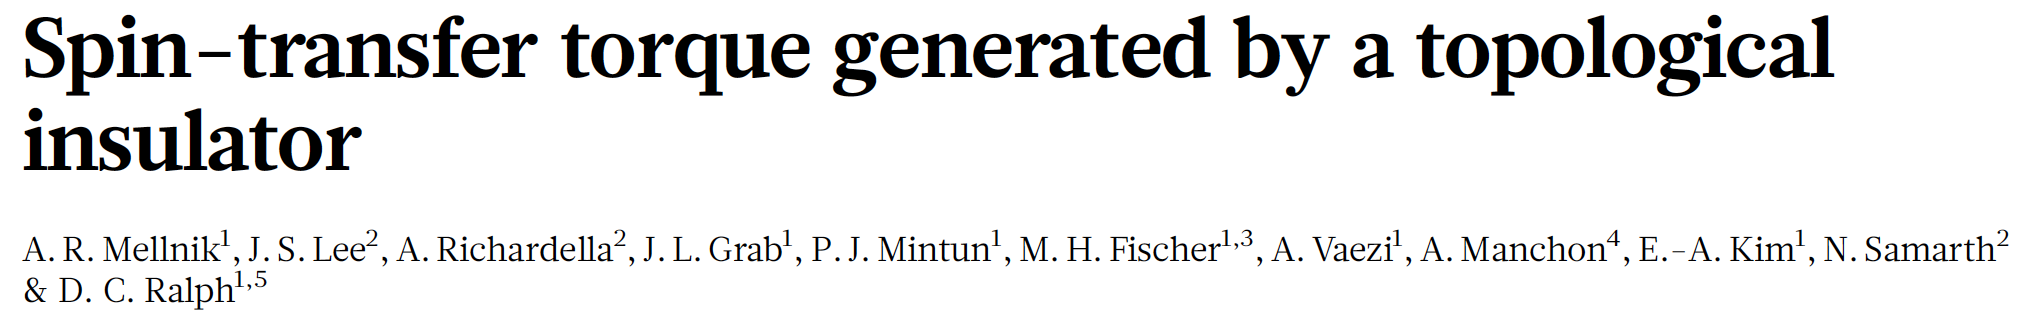 Spin-transfer torque generated by a topological
insulator
A. R. Mellnik¹, J. S. Lee², A. Richardella², J. L. Grab¹, P. J. Mintun¹, M. H. Fischer¹,³, A. Vaezi¹, A. Manchon⁴, E.-A. Kim¹, N. Samarth²
& D. C. Ralph¹,⁵